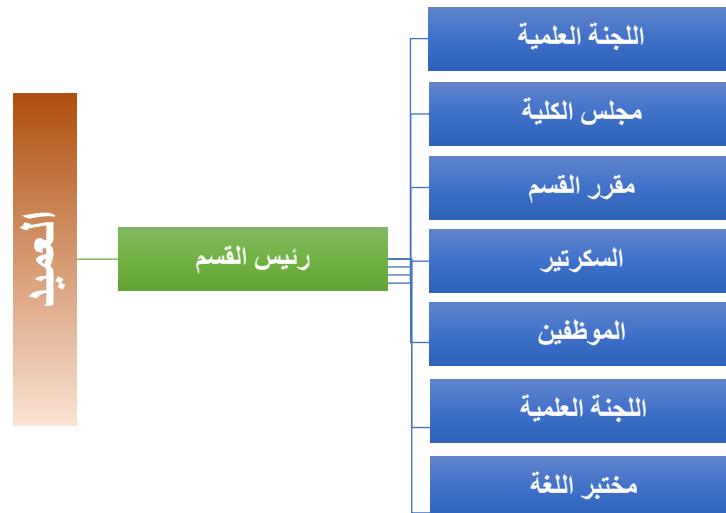 العميد
رئيس القسم
اللجنة العلمية
مجلس الكلية
مقرر القسم
السكرتير
الموظفين
اللجنة العلمية
مختبر اللغة